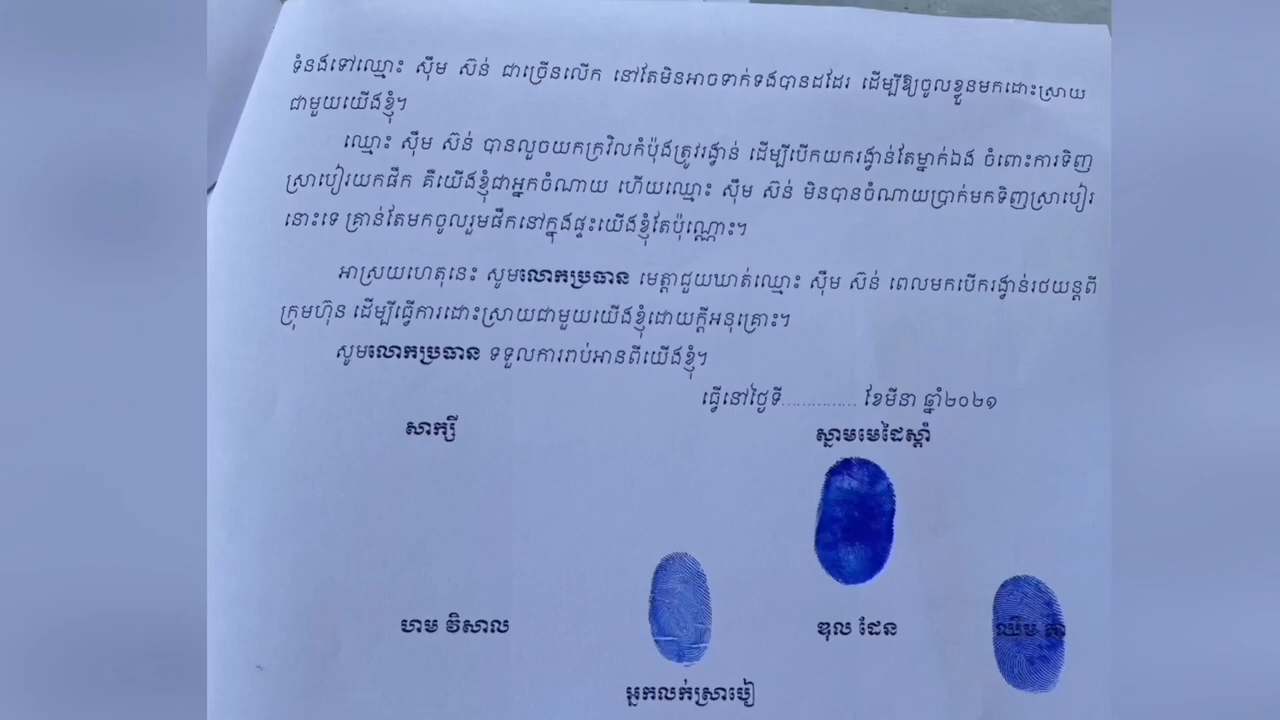 ទំនងទៅឈ្មោះ ស៊ឹម ស៊ន់ ជាច្រើនលើក នៅតែមិនអាចទាក់ទងបានដដែរ ដើម្បីឱ្យចូលខ្លួនមកដោះស្រាយ
ជាមួយយើងខ្ញុំ។
ឈ្មោះ ស៊ឹម ស៊ន់ បានលួចយកក្រវិលកំប៉ុងត្រូវរង្វាន់ ដើម្បីបើកយករង្វាន់តែម្នាក់ឯង ចំពោះការទិញ
ស្រាបៀរយកផឹក គឺយើងខ្ញុំជាអ្នកចំណាយ ហើយឈ្មោះ ស៊ឹម ស៊ន់ មិនបានចំណាយប្រាក់មកទិញស្រាបៀរ
នោះទេ គ្រាន់តែមកចូលរួមផឹកនៅក្នុងផ្ទះយើងខ្ញុំតែប៉ុណ្ណោះ។
អាស្រយហេតុនេះ សូមលោកប្រធាន មេត្តាជួយឃាត់ឈ្មោះ ស៊ឹម ស៊ន់ ពេលមកបើករង្វាន់រថយន្តពី
ក្រុមហ៊ុន ដើម្បីធ្វើការដោះស្រាយជាមួយយើងខ្ញុំដោយក្តីអនុគ្រោះ។
សូមលោកប្រធាន ទទួលការរាប់អានពីយើងខ្ញុំ។
ធ្វើនៅថ្ងៃទី............... ខែមីនា ឆ្នាំ២០២១
សាក្សី
ស្នាមមេដៃស្តាំ
ហម វិសាល
ឌុល ដែន
ឈឹម តា
អ្នកលក់ស្រាបៀ